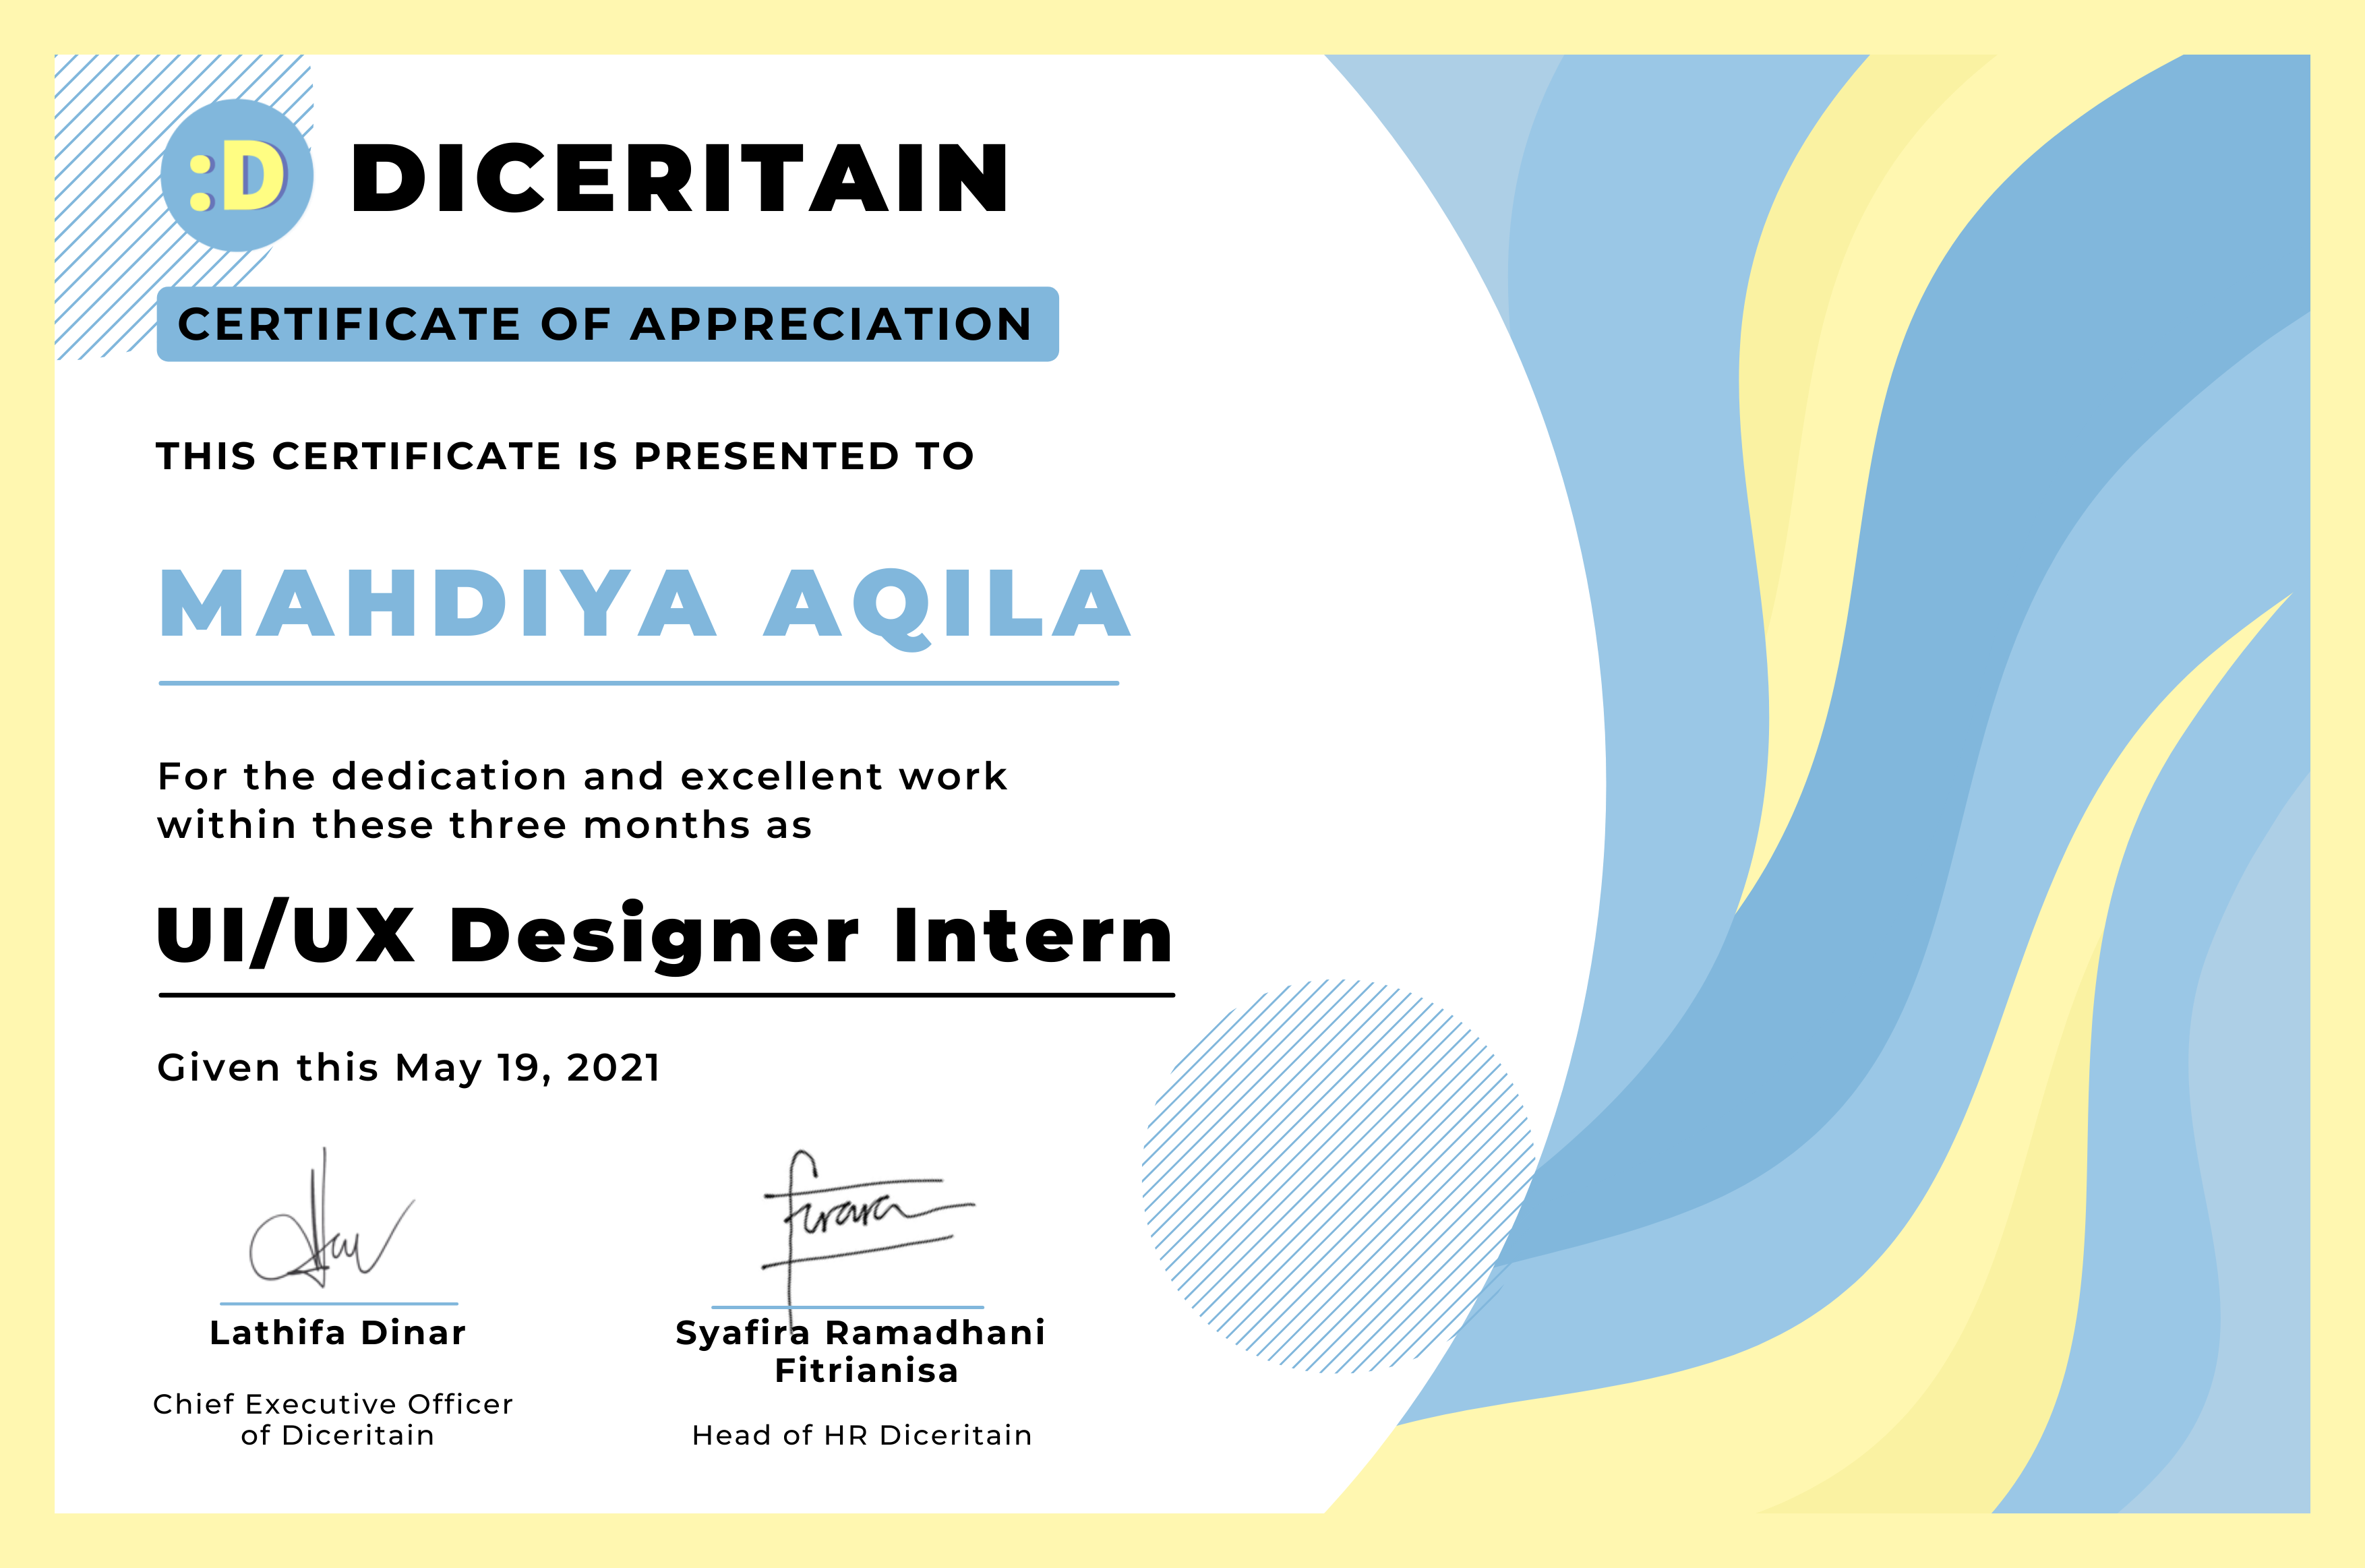 :D
DICERITAIN
CERTIFICATE OF APPRECIATION
THIS CERTIFICATE IS PRESENTED TO
MAHDIYA AQILA
For the dedication and excellent work
within these three months as
UI/UX Designer Intern
Given this May 19, 2021
Lathifa Dinar
Chief Executive Officer
of Diceritain
Syafira Ramadhani
Fitrianisa
Head of HR Diceritain